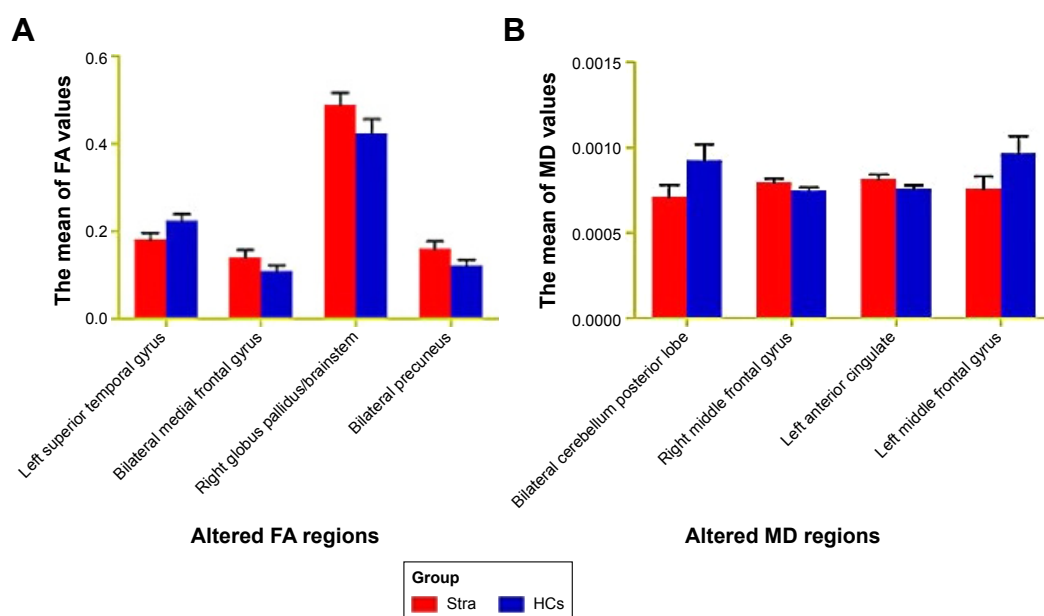 A
The mean of FA values
0.6
0.4
0.2
0.0
Left superior temporal gyrus
Bilateral medial frontal gyrus
Right globus pallidus/brainstem
Bilateral precuneus
Altered FA regions
B
The mean of MD values
0.0015
0.0010
0.0005
0.0000
Bilateral cerebellum posterior lobe
Right middle frontal gyrus
Left anterior cingulate
Left middle frontal gyrus
Altered MD regions
Group
Stra HCs